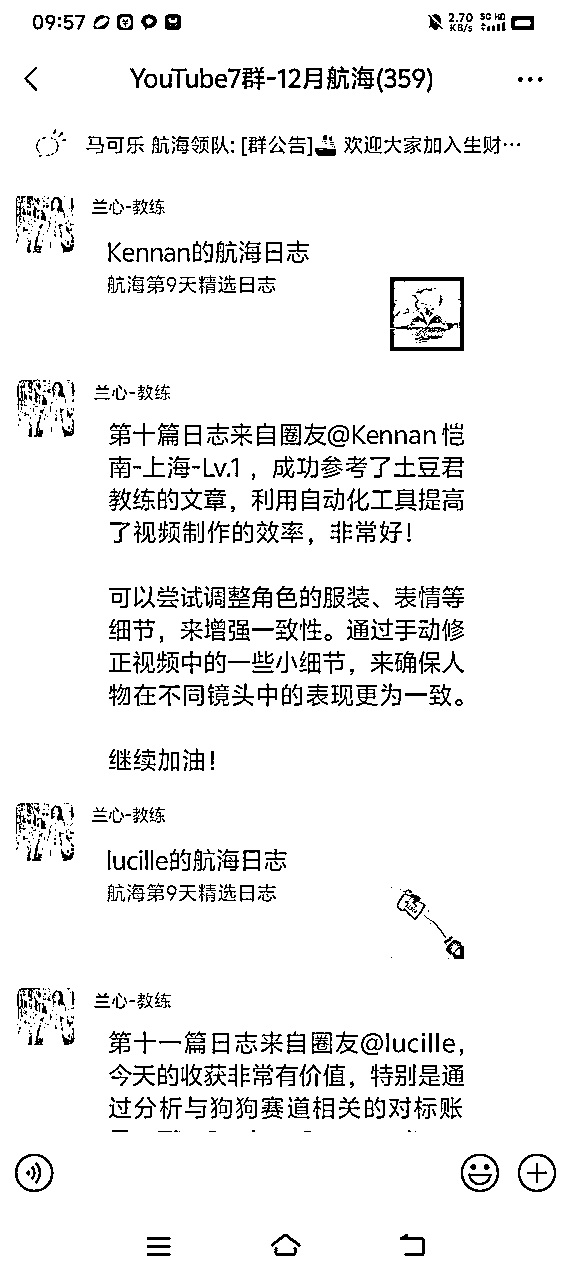 09:57
2.70 KB/s
5G HD
YouTube7群-12月航海(359)
马可乐 航海领队: [群公告] 欢迎大家加入生财…
兰心-教练
Kennan的航海日志
航海第9天精选日志
兰心-教练
第十篇日志来自圈友@Kennan 恺
南-上海-Lv.1 ，成功参考了土豆君
教练的文章，利用自动化工具提高
了视频制作的效率，非常好！
可以尝试调整角色的服装、表情等
细节，来增强一致性。通过手动修
正视频中的一些小细节，来确保人
物在不同镜头中的表现更为一致。
继续加油！
兰心-教练
lucille的航海日志
航海第9天精选日志
兰心-教练
第十一篇日志来自圈友@lucille，
今天的收获非常有价值，特别是通
过分析与狗狗赛道相关的对标账